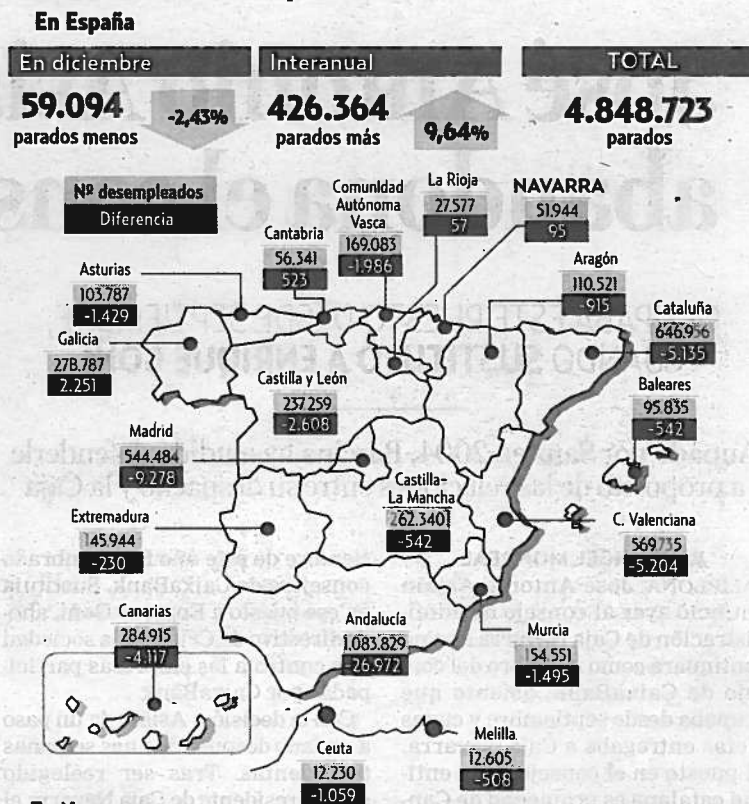 En España
En diciembre
59.094
parados menos
-2,43%
Interanual
426.364
parados más
9,64%
TOTAL
4.848.723
parados
Nº desempleados
Diferencia
Asturias
103.787
-1.429
Cantabria
56.341
523
Comunidad
Autónoma
Vasca
169.083
-1.986
La Rioja
27.577
57
NAVARRA
51.944
95
Aragón
110.521
-915
Cataluña
646.956
-5.135
Galicia
278.787
2.251
Castilla y León
237.259
-2.608
Baleares
95.835
-542
Madrid
544.484
-9.278
Castilla-
La Mancha
262.340
-542
Extremadura
145.944
-230
C. Valenciana
569.735
-5.204
Canarias
284.915
-4.117
Andalucía
1.083.829
-26.972
Murcia
154.551
-1.495
Ceuta
12.230
-1.059
Melilla
12.605
-508